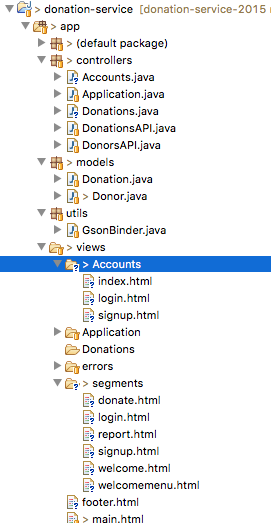 > donation-service [donation-service-2015
> app
> (default package)
> controllers
Accounts.java
Application.java
Donations.java
DonationsAPI.java
DonorsAPI.java
> models
Donation.java
> Donor.java
utils
GsonBinder.java
> views
> Accounts
index.html
login.html
signup.html
Application
Donations
errors
> segments
donate.html
login.html
report.html
signup.html
welcome.html
welcomemenu.html
footer.html
> main.html